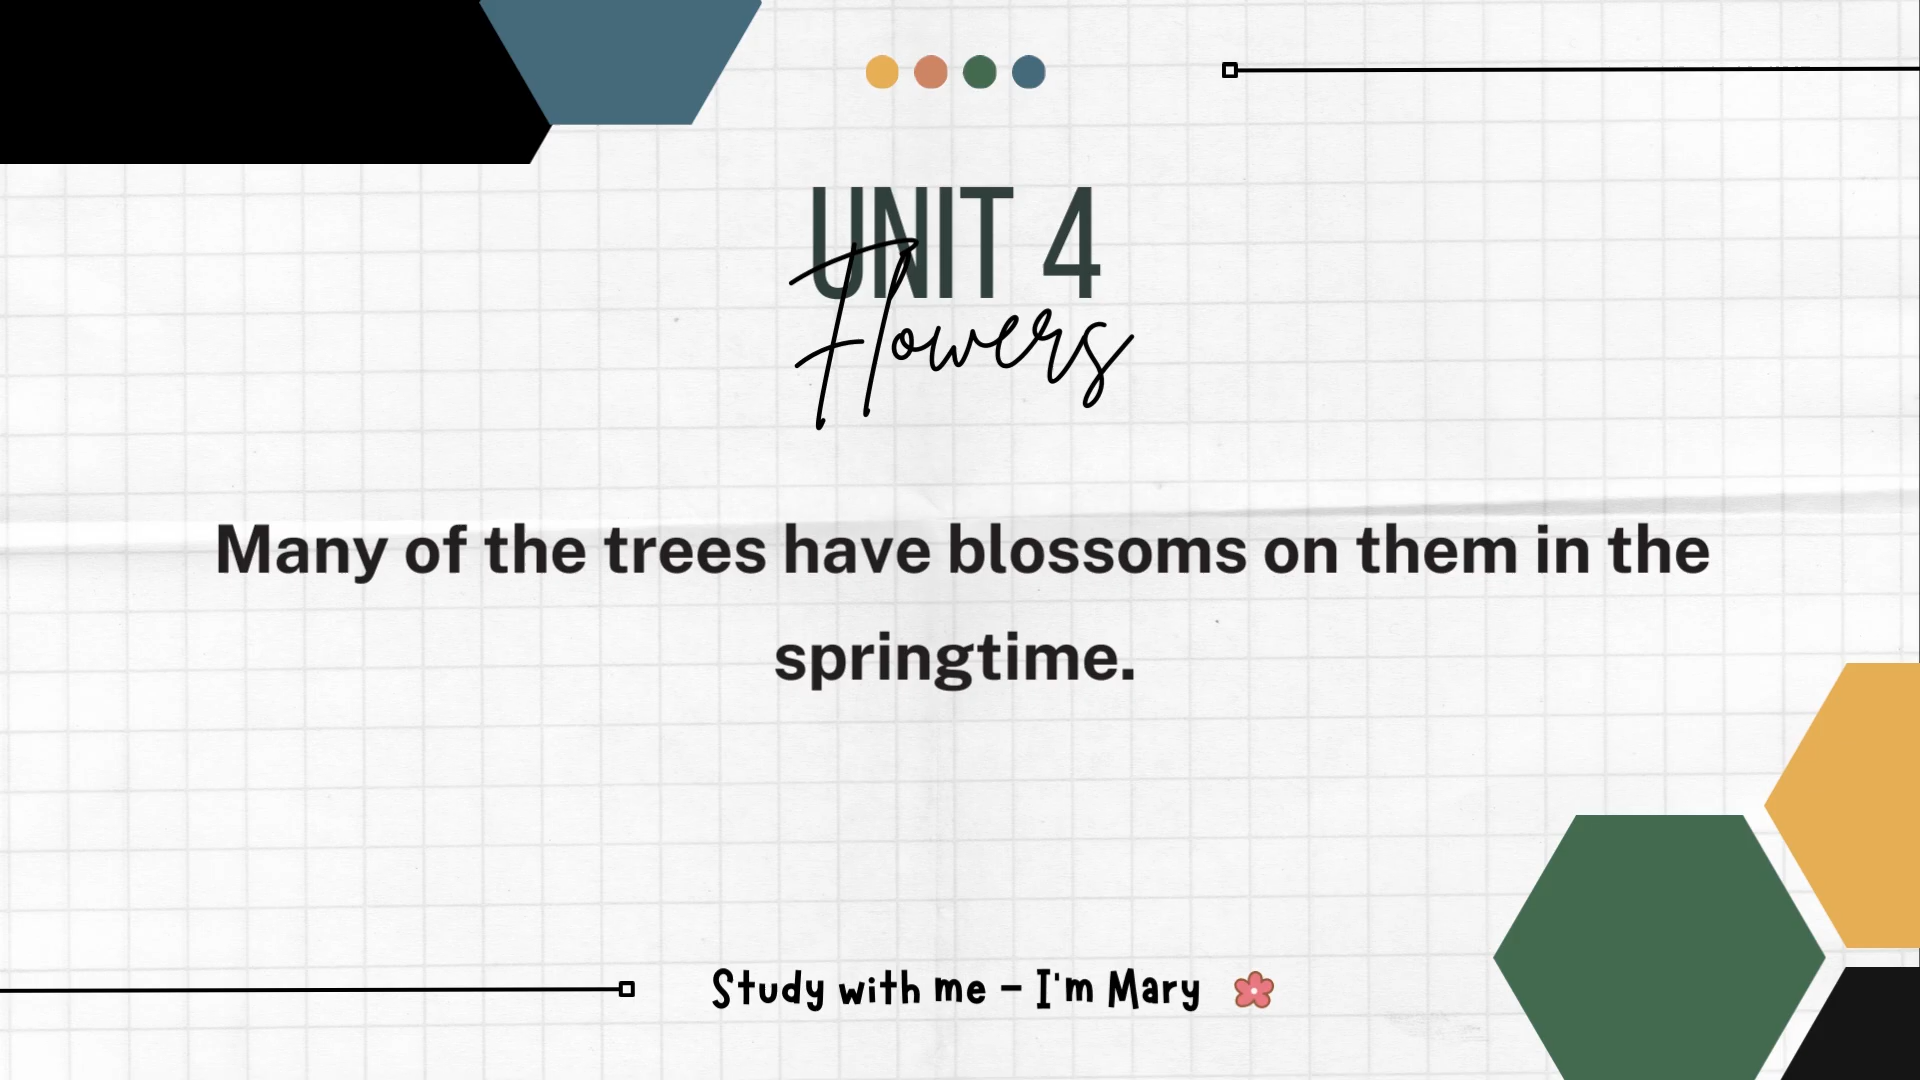 UNIT 4
Flowers
Many of the trees have blossoms on them in the
springtime.
Study with me - I'm Mary